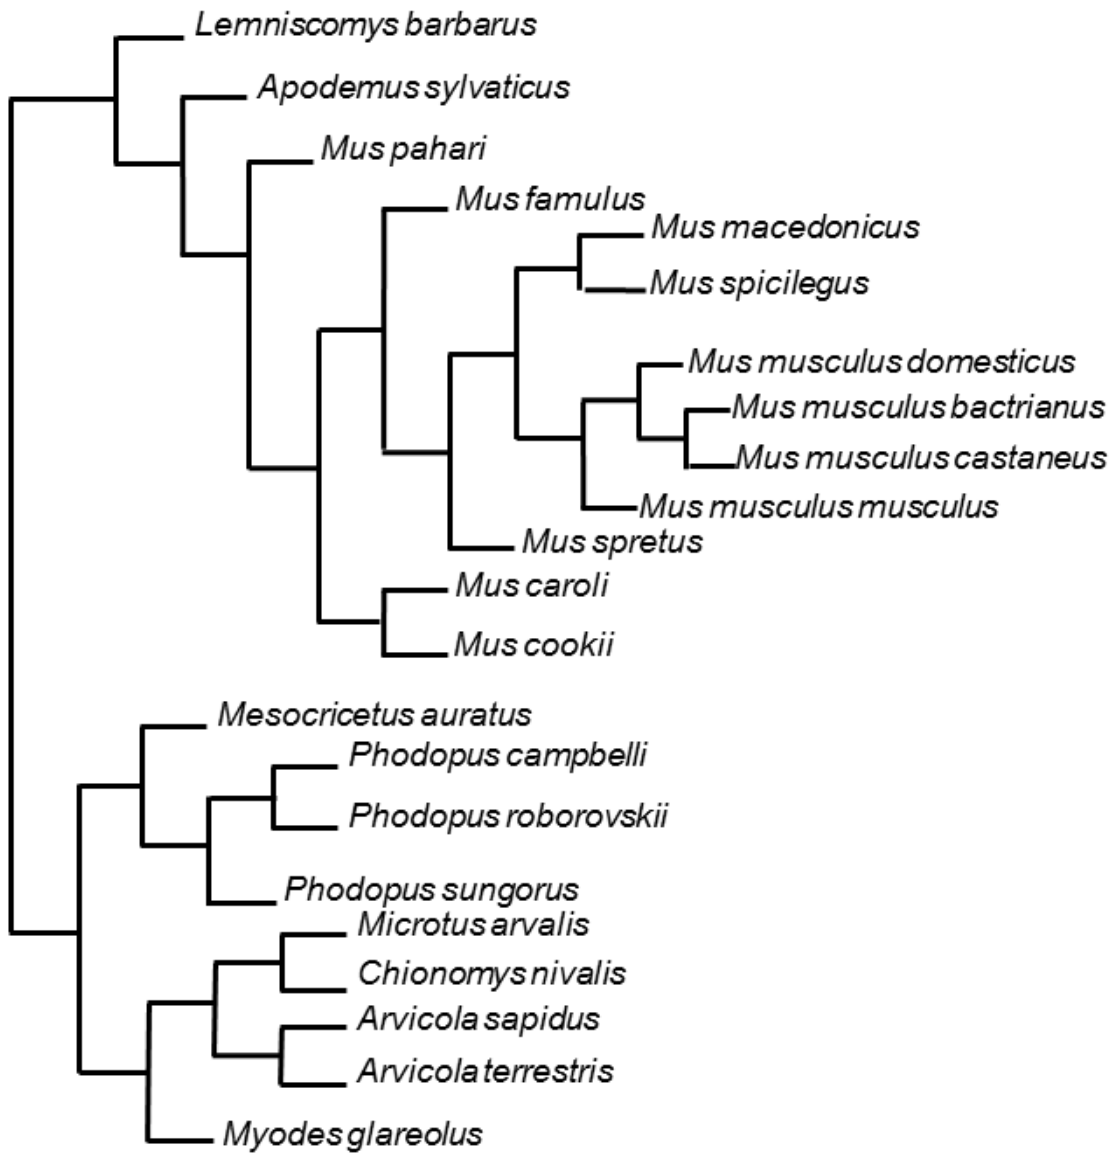 Lemniscomys barbarus
Apodemus sylvaticus
Mus pahari
Mus famulus
Mus macedonicus
Mus spicilegus
Mus musculus domesticus
Mus musculus bactrianus
Mus musculus castaneus
Mus musculus musculus
Mus spretus
Mus caroli
Mus cookii
Mesocricetus auratus
Phodopus campbelli
Phodopus roborovskii
Phodopus sungorus
Microtus arvalis
Chionomys nivalis
Arvicola sapidus
Arvicola terrestris
Myodes glareolus